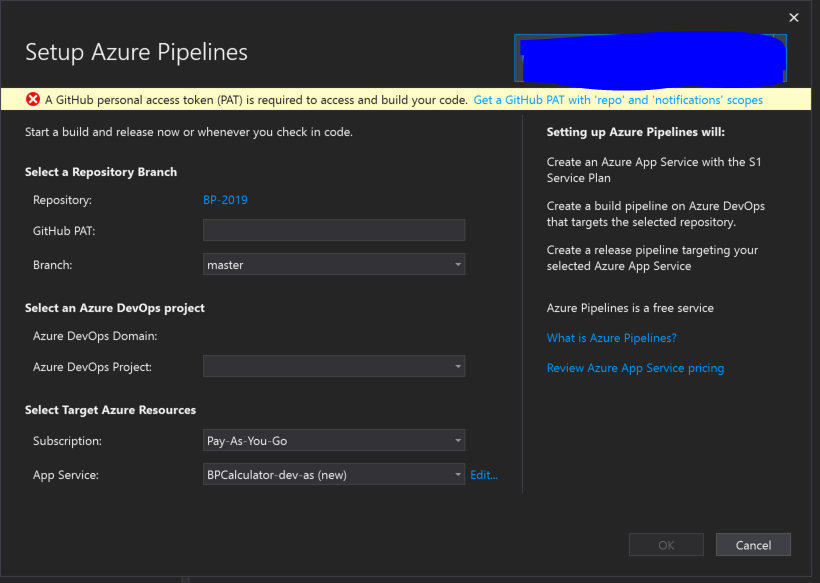 Setup Azure Pipelines
A GitHub personal access token (PAT) is required to access and build your code. Get a GitHub PAT with 'repo' and 'notifications' scopes
Start a build and release now or whenever you check in code.
Select a Repository Branch
Repository: BP-2019
GitHub PAT:
Branch: master
Select an Azure DevOps project
Azure DevOps Domain:
Azure DevOps Project:
Select Target Azure Resources
Subscription: Pay-As-You-Go
App Service: BPCalculator-dev-as (new) Edit...
Setting up Azure Pipelines will:
Create an Azure App Service with the S1
Service Plan
Create a build pipeline on Azure DevOps
that targets the selected repository.
Create a release pipeline targeting your
selected Azure App Service
Azure Pipelines is a free service
What is Azure Pipelines?
Review Azure App Service pricing
OK Cancel